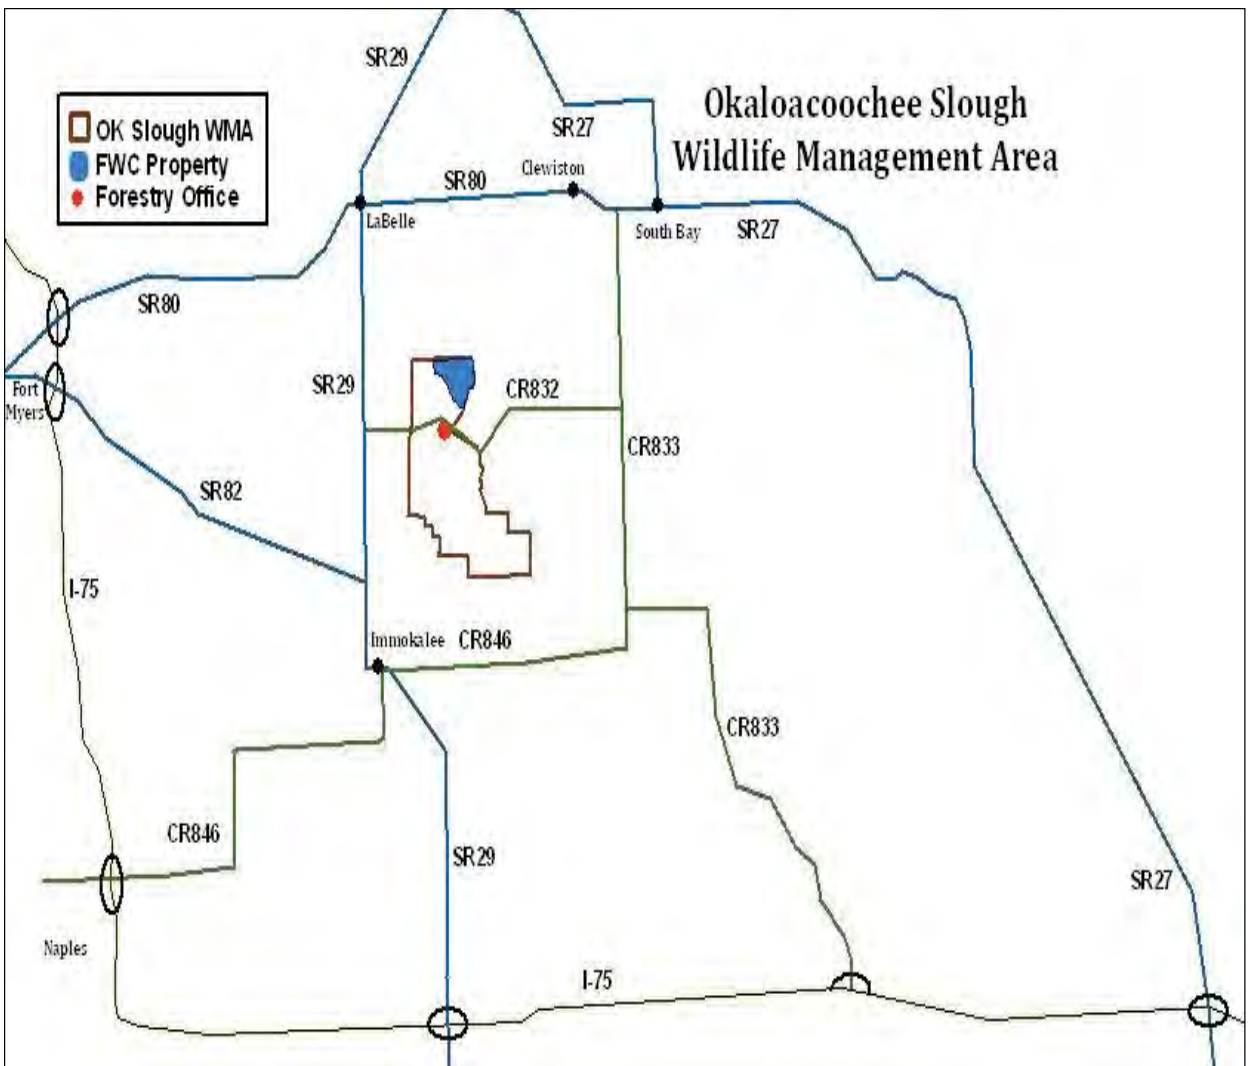 SR29
Okaloacoochee Slough
Wildlife Management Area
OK Slough WMA
FWC Property
Forestry Office
SR27
Clewiston
SR80
LaBelle
South Bay
SR27
SR80
SR29
CR832
Fort
Myers
CR833
SR82
I-75
Immokalee
CR846
CR833
CR846
SR29
SR27
Naples
I-75